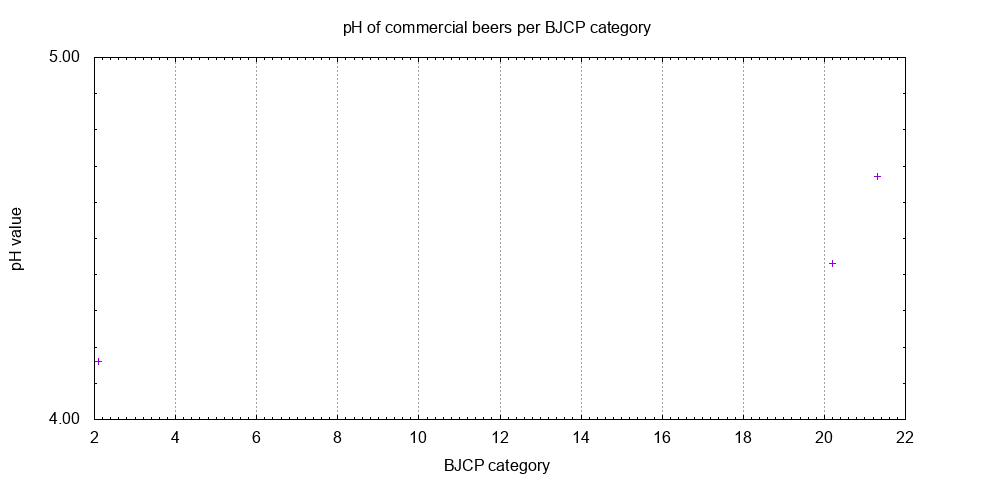 pH of commercial beers per BJCP category
5.00
pH value
4.00
2 4 6 8 10 12 14 16 18 20 22
BJCP category